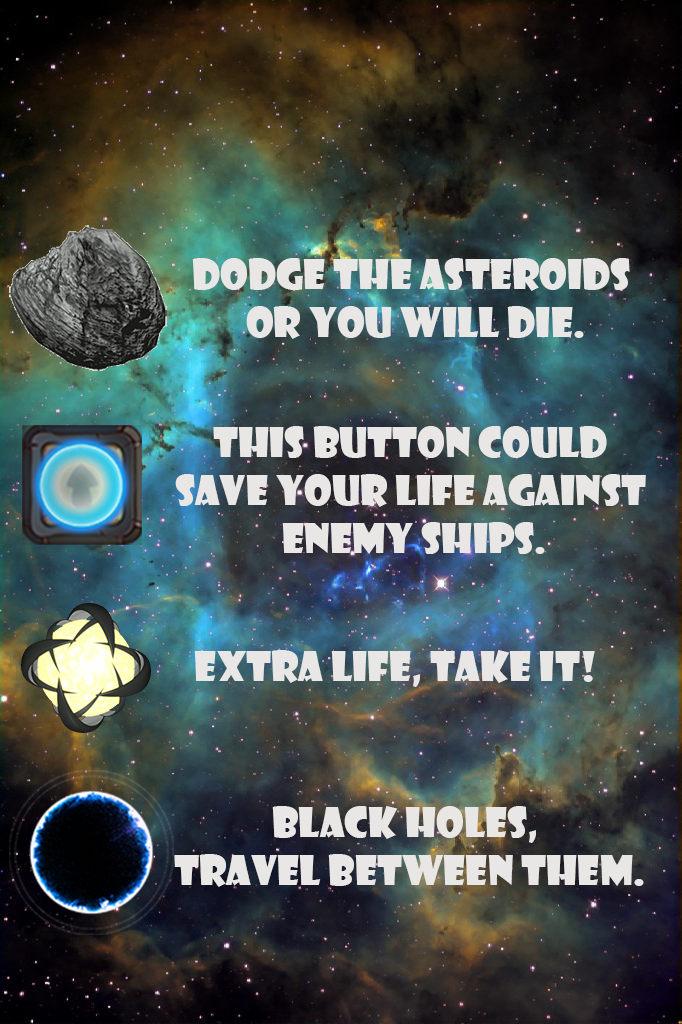 DODGE THE ASTEROIDS
OR YOU WILL DIE.
THIS BUTTON COULD
SAVE YOUR LIFE AGAINST
ENEMY SHIPS.
EXTRA LIFE, TAKE IT!
BLACK HOLES,
TRAVEL BETWEEN THEM.